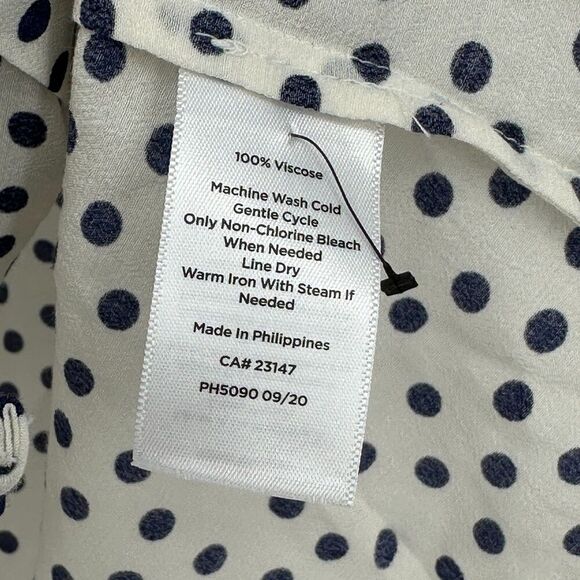 100% Viscose
Machine Wash Cold
Gentle Cycle
Only Non-Chlorine Bleach
When Needed
Line Dry
Warm Iron With Steam If
Needed
Made In Philippines
CA# 23147
PH5090 09/20